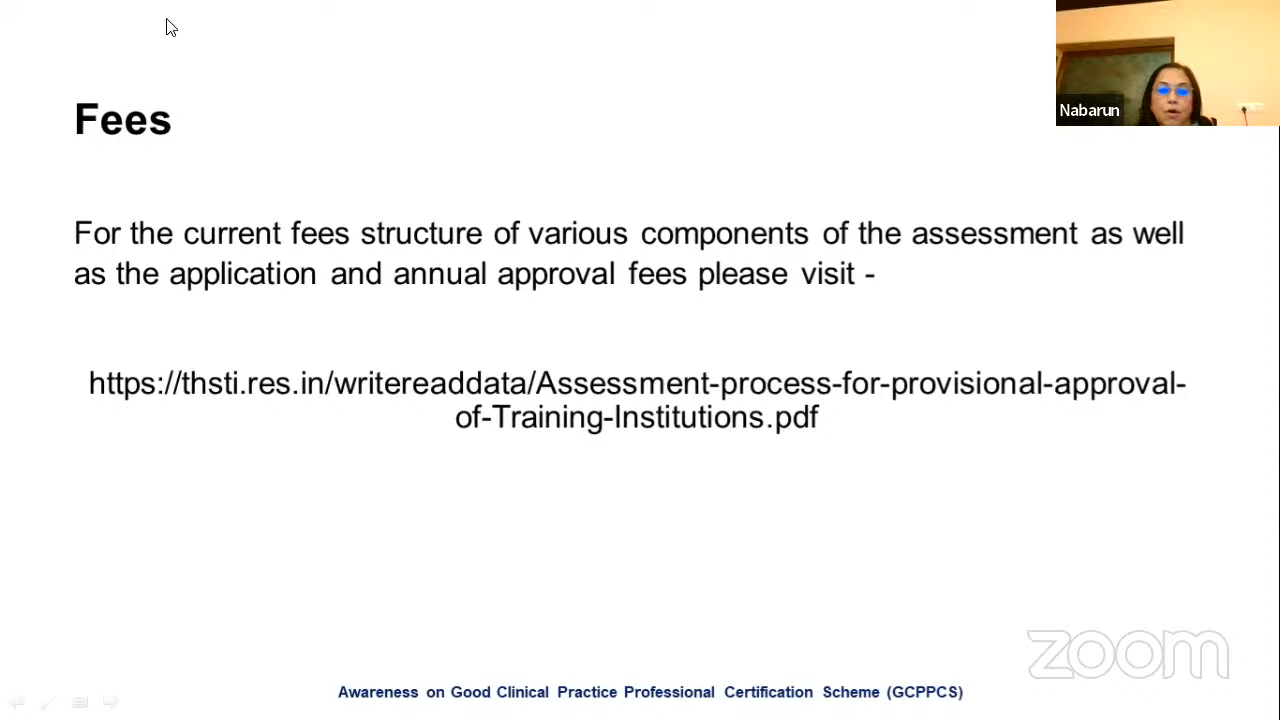 Nabarun
Fees
For the current fees structure of various components of the assessment as well
as the application and annual approval fees please visit -
https://thsti.res.in/writereaddata/Assessment-process-for-provisional-approval-
of-Training-Institutions.pdf
zoom
Awareness on Good Clinical Practice Professional Certification Scheme (GCPPCS)